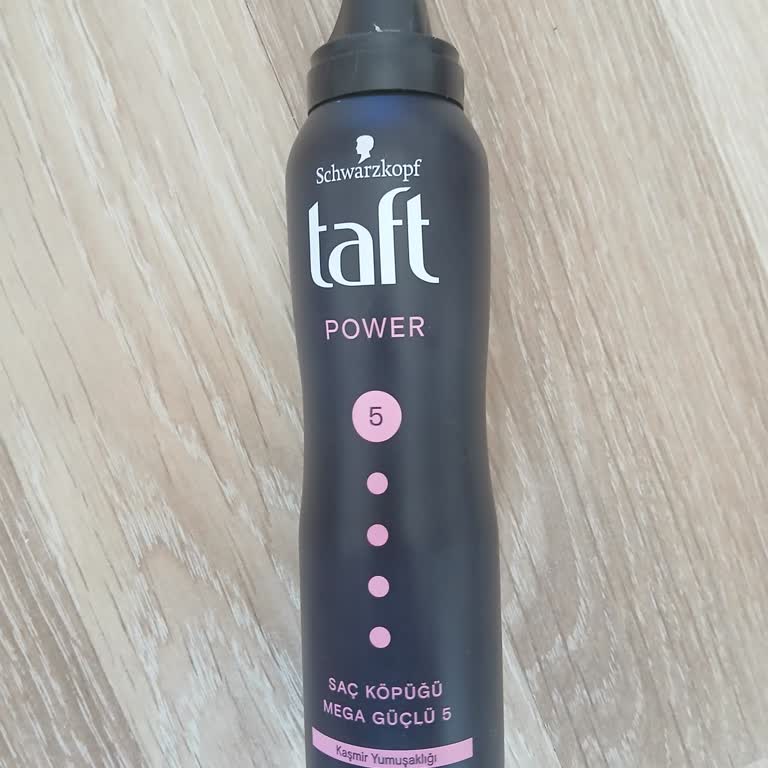 Schwarzkopf
taft
POWER
5
SAÇ KÖPÜĞÜ
MEGA GÜÇLÜ 5
Kaşmir Yumuşaklığı